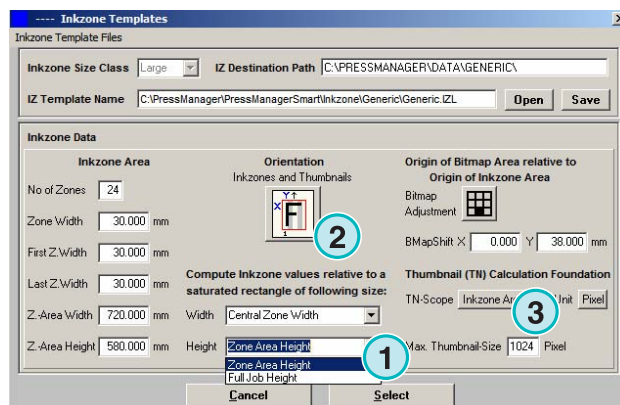 ---- Inkzone Templates
Inkzone Template Files
Inkzone Size Class Large IZ Destination Path C:\PRESSMANAGER\DATA\GENERIC\
IZ Template Name C:\PressManager\PressManagerSmart\Inkzone\Generic\Generic.IZL Open Save
Inkzone Data
Inkzone Area
No of Zones 24
Zone Width 30.000 mm
First Z.Width 30.000 mm
Last Z.Width 30.000 mm
Z.-Area Width 720.000 mm
Z.-Area Height 580.000 mm
Orientation
Inkzones and Thumbnails
Y
X F
1
2
Compute Inkzone values relative to a
saturated rectangle of following size:
Width Central Zone Width
Height Zone Area Height
Zone Area Height
Full Job Height
1
Origin of Bitmap Area relative to
Origin of Inkzone Area
Bitmap
Adjustment
BMapShift X 0.000 Y 38.000 mm
Thumbnail (TN) Calculation Foundation
TN-Scope Inkzone Unit Pixel
3
Max. Thumbnail-Size 1024 Pixel
Cancel Select